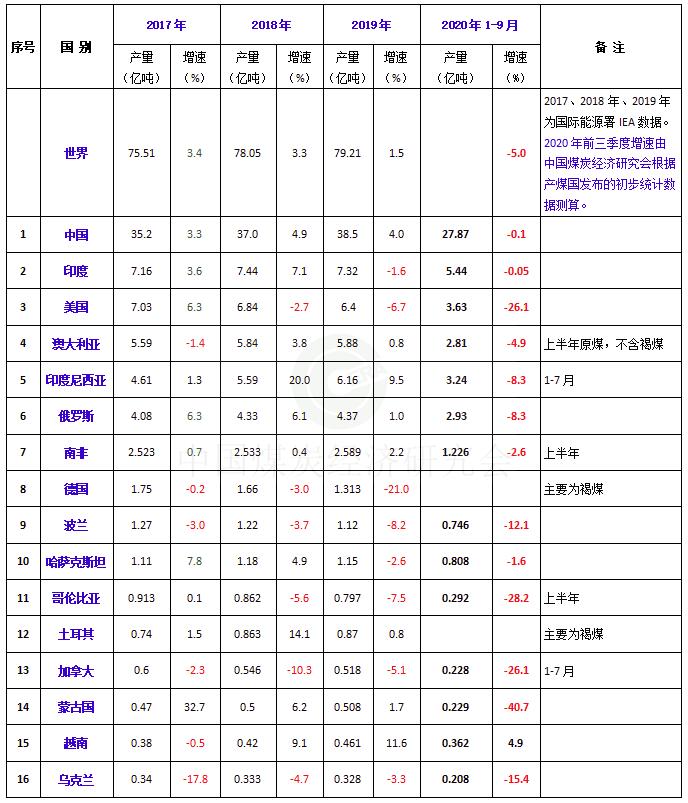 序号 国 别 2017年 2018年 2019年 2020年1-9月 备 注
产量 增速 产量 增速 产量 增速 产量 增速
（亿吨） （%） （亿吨） （%） （亿吨） （%） （亿吨） （%）
世界 75.51 3.4 78.05 3.3 79.21 1.5 -5.0
2017、2018年、2019年
为国际能源署 IEA 数据。
2020年前三季度增速由
中国煤炭经济研究会根据
产煤国发布的初步统计数
据测算。
1 中国 35.2 3.3 37.0 4.9 38.5 4.0 27.87 -0.1
2 印度 7.16 3.6 7.44 7.1 7.32 -1.6 5.44 -0.05
3 美国 7.03 6.3 6.84 -2.7 6.4 -6.7 3.63 -26.1
4 澳大利亚 5.59 -1.4 5.84 3.8 5.88 0.8 2.81 -4.9 上半年原煤，不含褐煤
5 印度尼西亚 4.61 1.3 5.59 20.0 6.16 9.5 3.24 -8.3 1-7月
6 俄罗斯 4.08 6.3 4.33 6.1 4.37 1.0 2.93 -8.3
7 南非 2.523 0.7 2.533 0.4 2.589 2.2 1.226 -2.6 上半年
中国煤炭经济研究会
8 德国 1.75 -0.2 1.66 -3.0 1.313 -21.0 主要为褐煤
9 波兰 1.27 -3.0 1.22 -3.7 1.12 -8.2 0.746 -12.1
10 哈萨克斯坦 1.11 7.8 1.18 4.9 1.15 -2.6 0.808 -1.6
11 哥伦比亚 0.913 0.1 0.862 -5.6 0.797 -7.5 0.292 -28.2 上半年
12 土耳其 0.74 1.5 0.863 14.1 0.87 0.8 主要为褐煤
13 加拿大 0.6 -2.3 0.546 -10.3 0.518 -5.1 0.228 -26.1 1-7月
14 蒙古国 0.47 32.7 0.5 6.2 0.508 1.7 0.229 -40.7
15 越南 0.38 -0.5 0.42 9.1 0.461 11.6 0.362 4.9
16 乌克兰 0.34 -17.8 0.333 -4.7 0.328 -3.3 0.208 -15.4